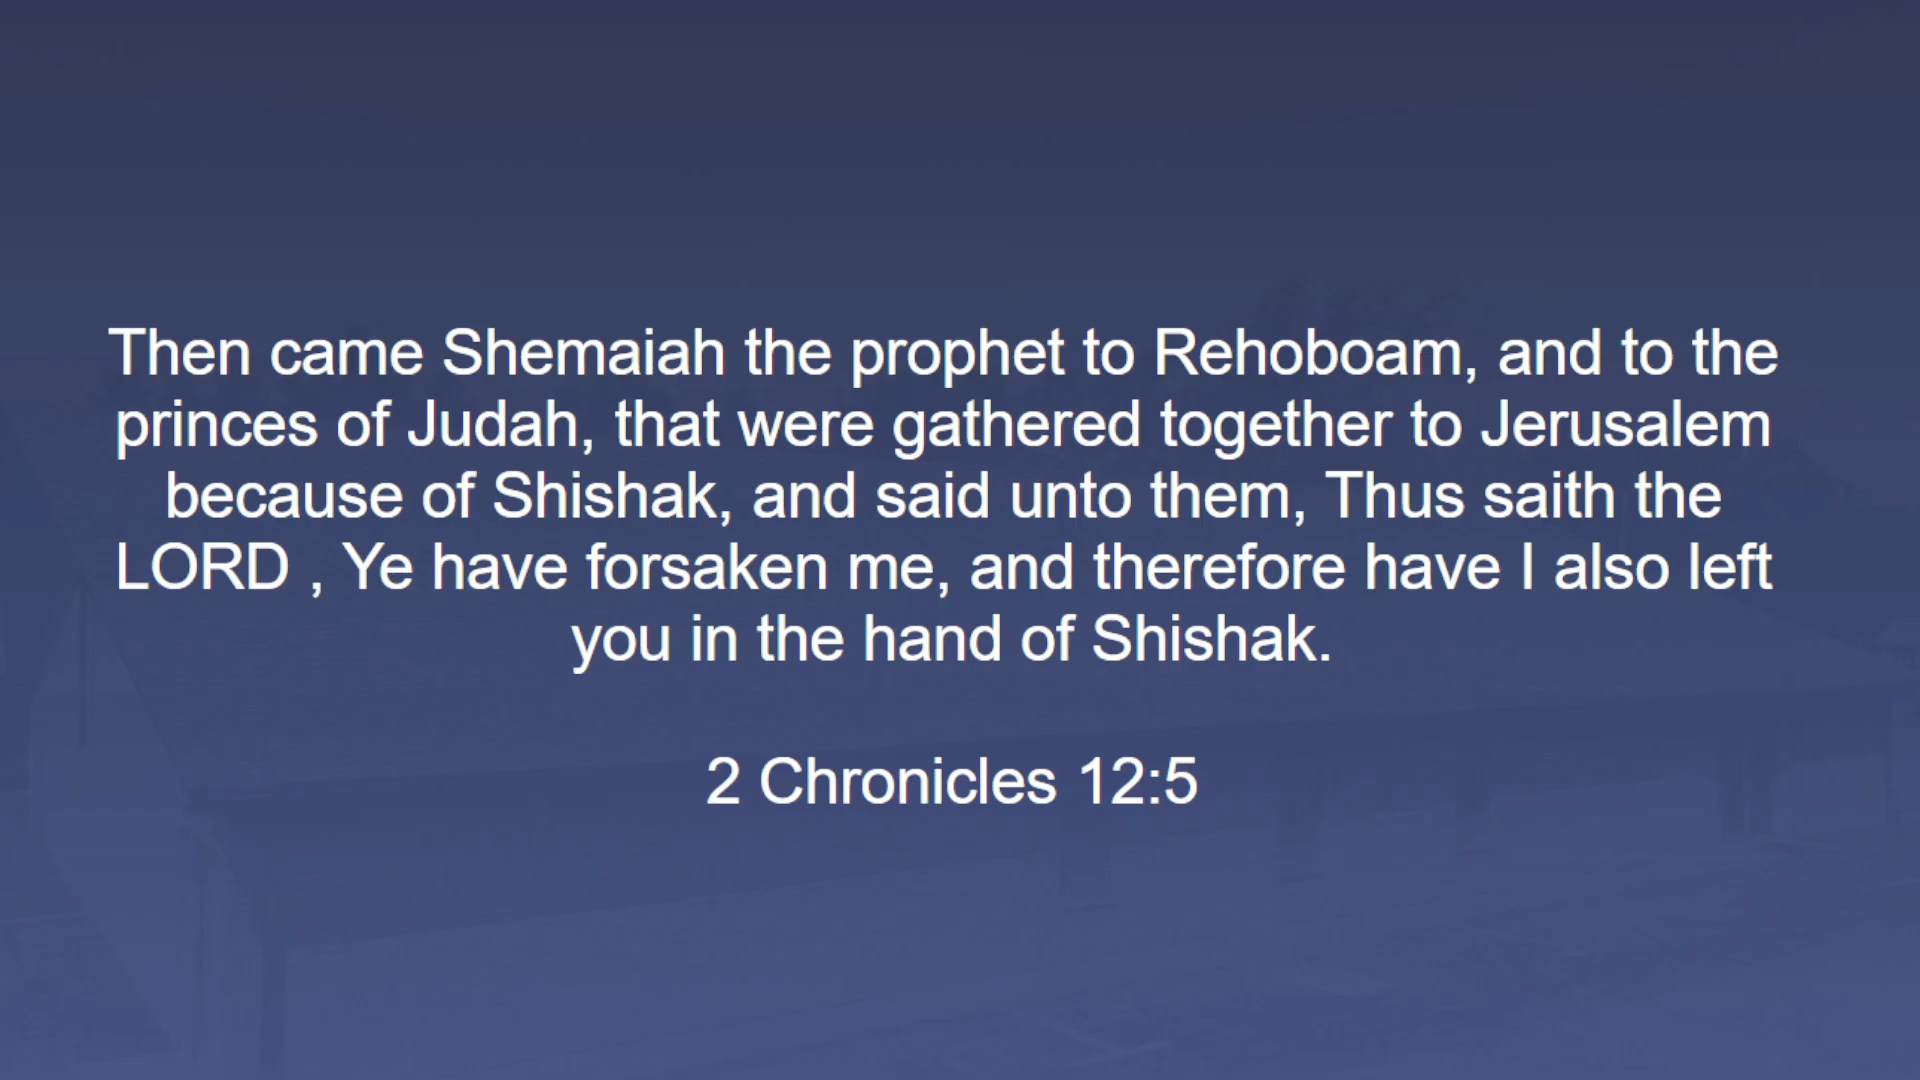 Then came Shemaiah the prophet to Rehoboam, and to the
princes of Judah, that were gathered together to Jerusalem
because of Shishak, and said unto them, Thus saith the
LORD , Ye have forsaken me, and therefore have I also left
you in the hand of Shishak.
2 Chronicles 12:5